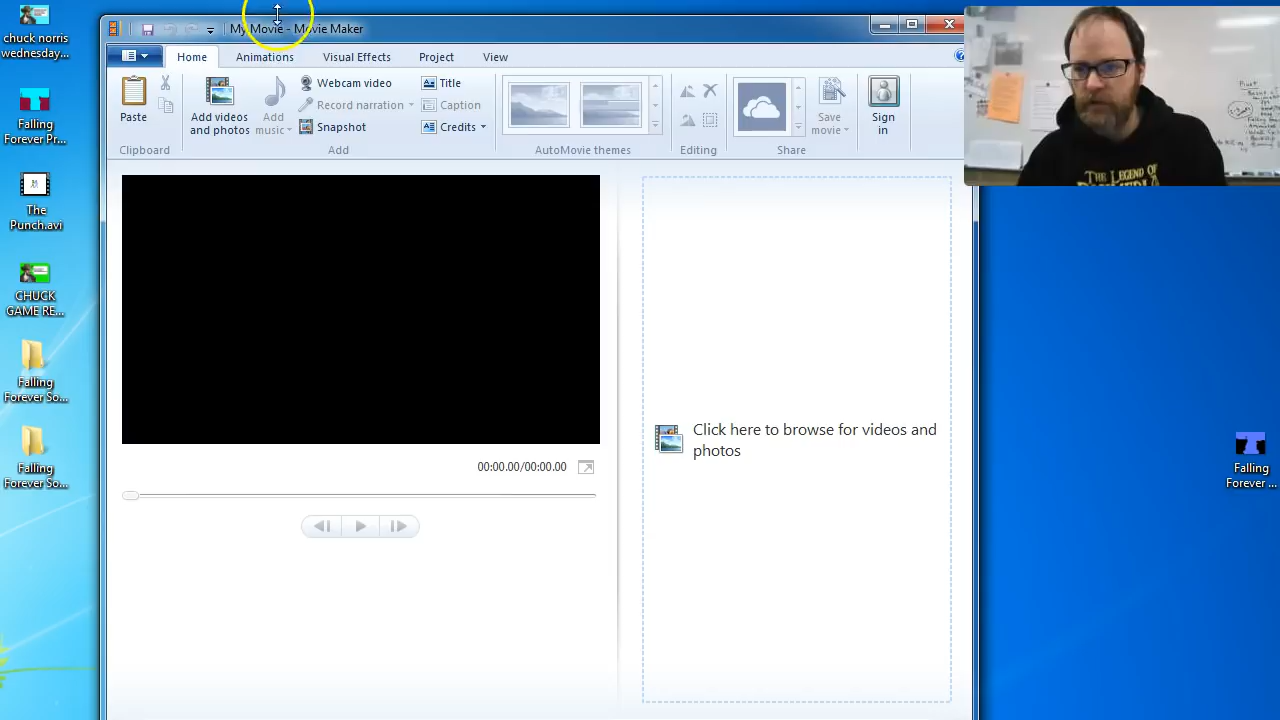 chuck norris
wednesday...
Falling
Forever Pr...
The
Punch.avi
CHUCK
GAME RE...
Falling
Forever So...
Falling
Forever So...
My Movie - Movie Maker
Home
Animations
Visual Effects
Project
View
Paste
Clipboard
Add videos
and photos
Add
music
Webcam video
Record narration
Snapshot
Title
Caption
Credits
Add
AutoMovie themes
Editing
Share
Save
movie
Sign
in
00:00.00/00:00.00
Click here to browse for videos and
photos
THE LEGEND OF
Falling
Forever ...